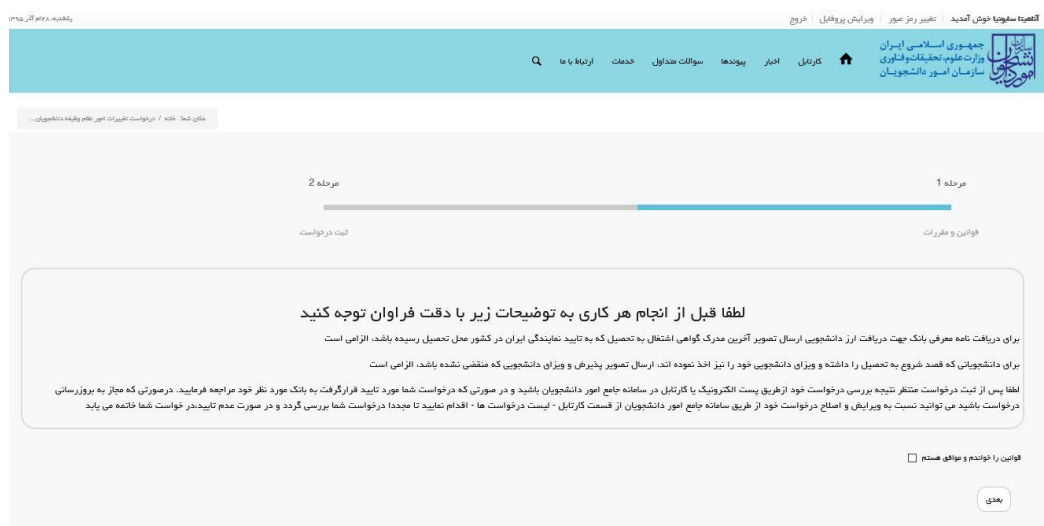 آناهیتا سابونیا خوش آمدید | تغییر رمز عبور | ویرایش پروفایل | خروج
یکشنبه، ۲۸ام آذر ۱۳۹۵
سازمان امور دانشجویان
جمهوری اسلامی ایران
وزارت علوم، تحقیقات و فناوری
سازمان امور دانشجویان
کارتابل اخبار پیوندها سوالات متداول خدمات ارتباط با ما
مکان شما: خانه / درخواست تغییرات امور نظام وظیفه دانشجویان...
مرحله 1
مرحله 2
قوانین و مقررات
ثبت درخواست
لطفا قبل از انجام هر کاری به توضیحات زیر با دقت فراوان توجه کنید
برای دریافت نامه معرفی بانک جهت دریافت ارز دانشجویی ارسال تصویر آخرین مدرک گواهی اشتغال به تحصیل که به تایید نمایندگی ایران در کشور محل تحصیل رسیده باشد، الزامی است
برای دانشجویانی که قصد شروع به تحصیل را داشته و ویزای دانشجویی خود را نیز اخذ نموده اند، ارسال تصویر پذیرش و ویزای دانشجویی که منقضی نشده باشد، الزامی است
لطفا پس از ثبت درخواست منتظر نتیجه بررسی درخواست خود ازطریق پست الکترونیک یا کارتابل در سامانه جامع امور دانشجویان باشید و در صورتی که درخواست شما مورد تایید قرارگرفت به بانک مورد نظر خود مراجعه فرمایید. درصورتی که مجاز به بروزرسانی
درخواست باشید می توانید نسبت به ویرایش و اصلاح درخواست خود از طریق سامانه جامع امور دانشجویان از قسمت کارتابل - لیست درخواست ها - اقدام نمایید تا مجددا درخواست شما بررسی گردد و در صورت عدم تایید،در خواست شما خاتمه می یابد
قوانین را خواندم و موافق هستم
بعدی